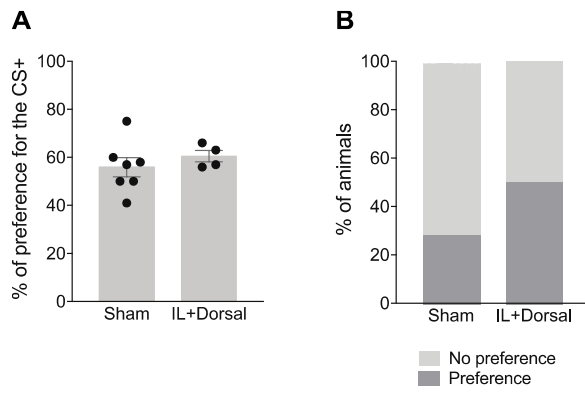 A
% of preference for the CS+
100
80
60
40
20
0
Sham
IL+Dorsal
B
% of animals
100
80
60
40
20
0
Sham
IL+Dorsal
No preference
Preference